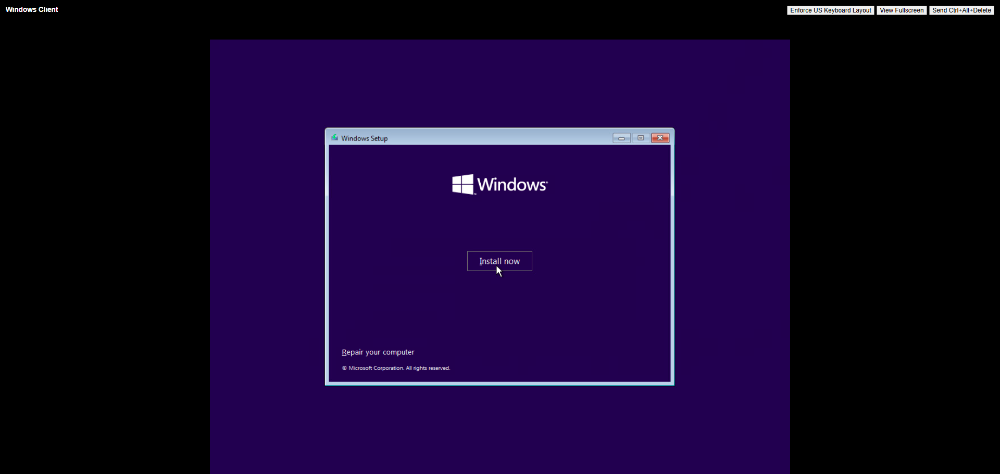 Windows Client
Enforce US Keyboard Layout View Fullscreen Send Ctrl+Alt+Delete
Windows Setup
Windows
Install now
Repair your computer
© Microsoft Corporation. All rights reserved.